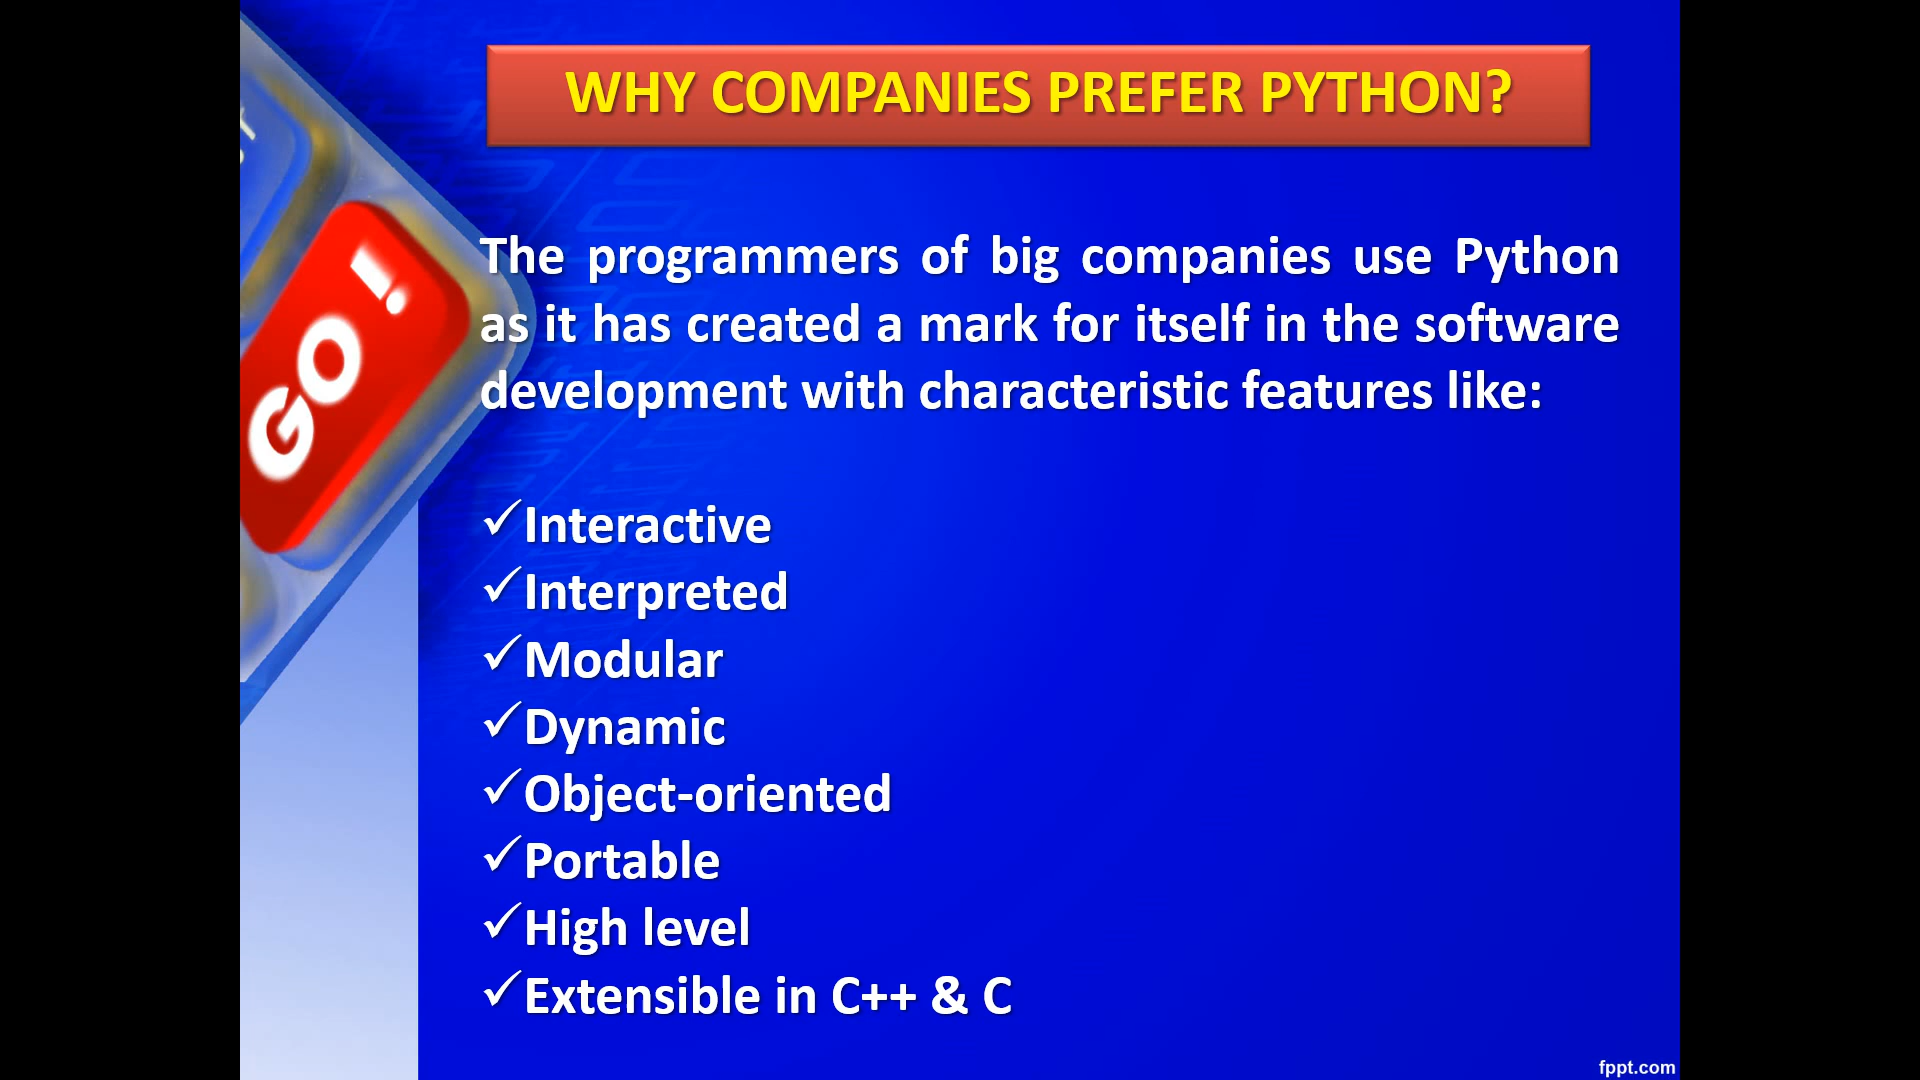 WHY COMPANIES PREFER PYTHON?
The programmers of big companies use Python
as it has created a mark for itself in the software
development with characteristic features like:
✓Interactive
✓Interpreted
✓Modular
✓Dynamic
✓Object-oriented
✓Portable
✓High level
✓Extensible in C++ & C
GO!
fppt.com